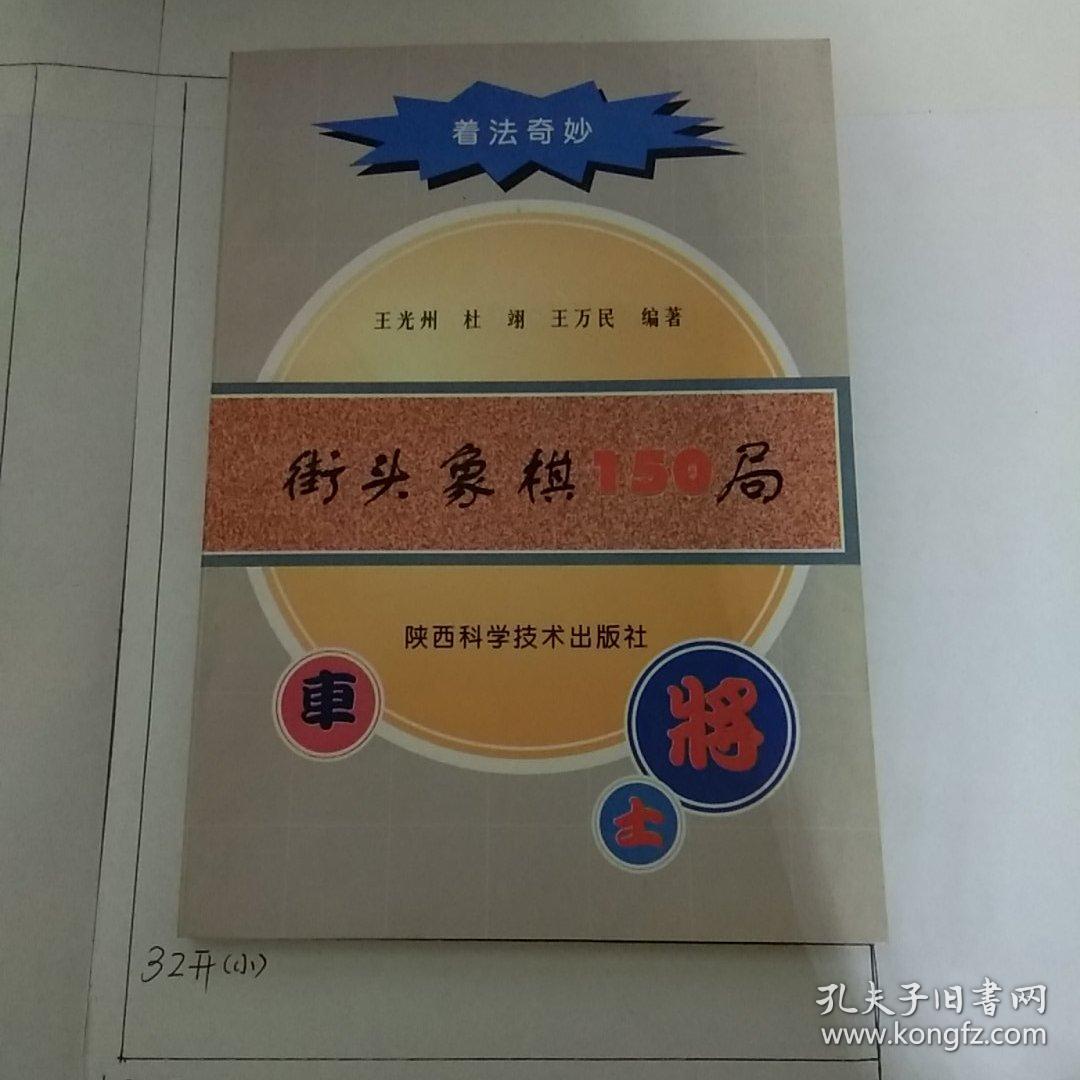 着法奇妙
王光州 杜翊 王万民 编著
街头象棋150局
陕西科学技术出版社
車
將
士
32开(小)
孔夫子旧書网
www.kongfz.com